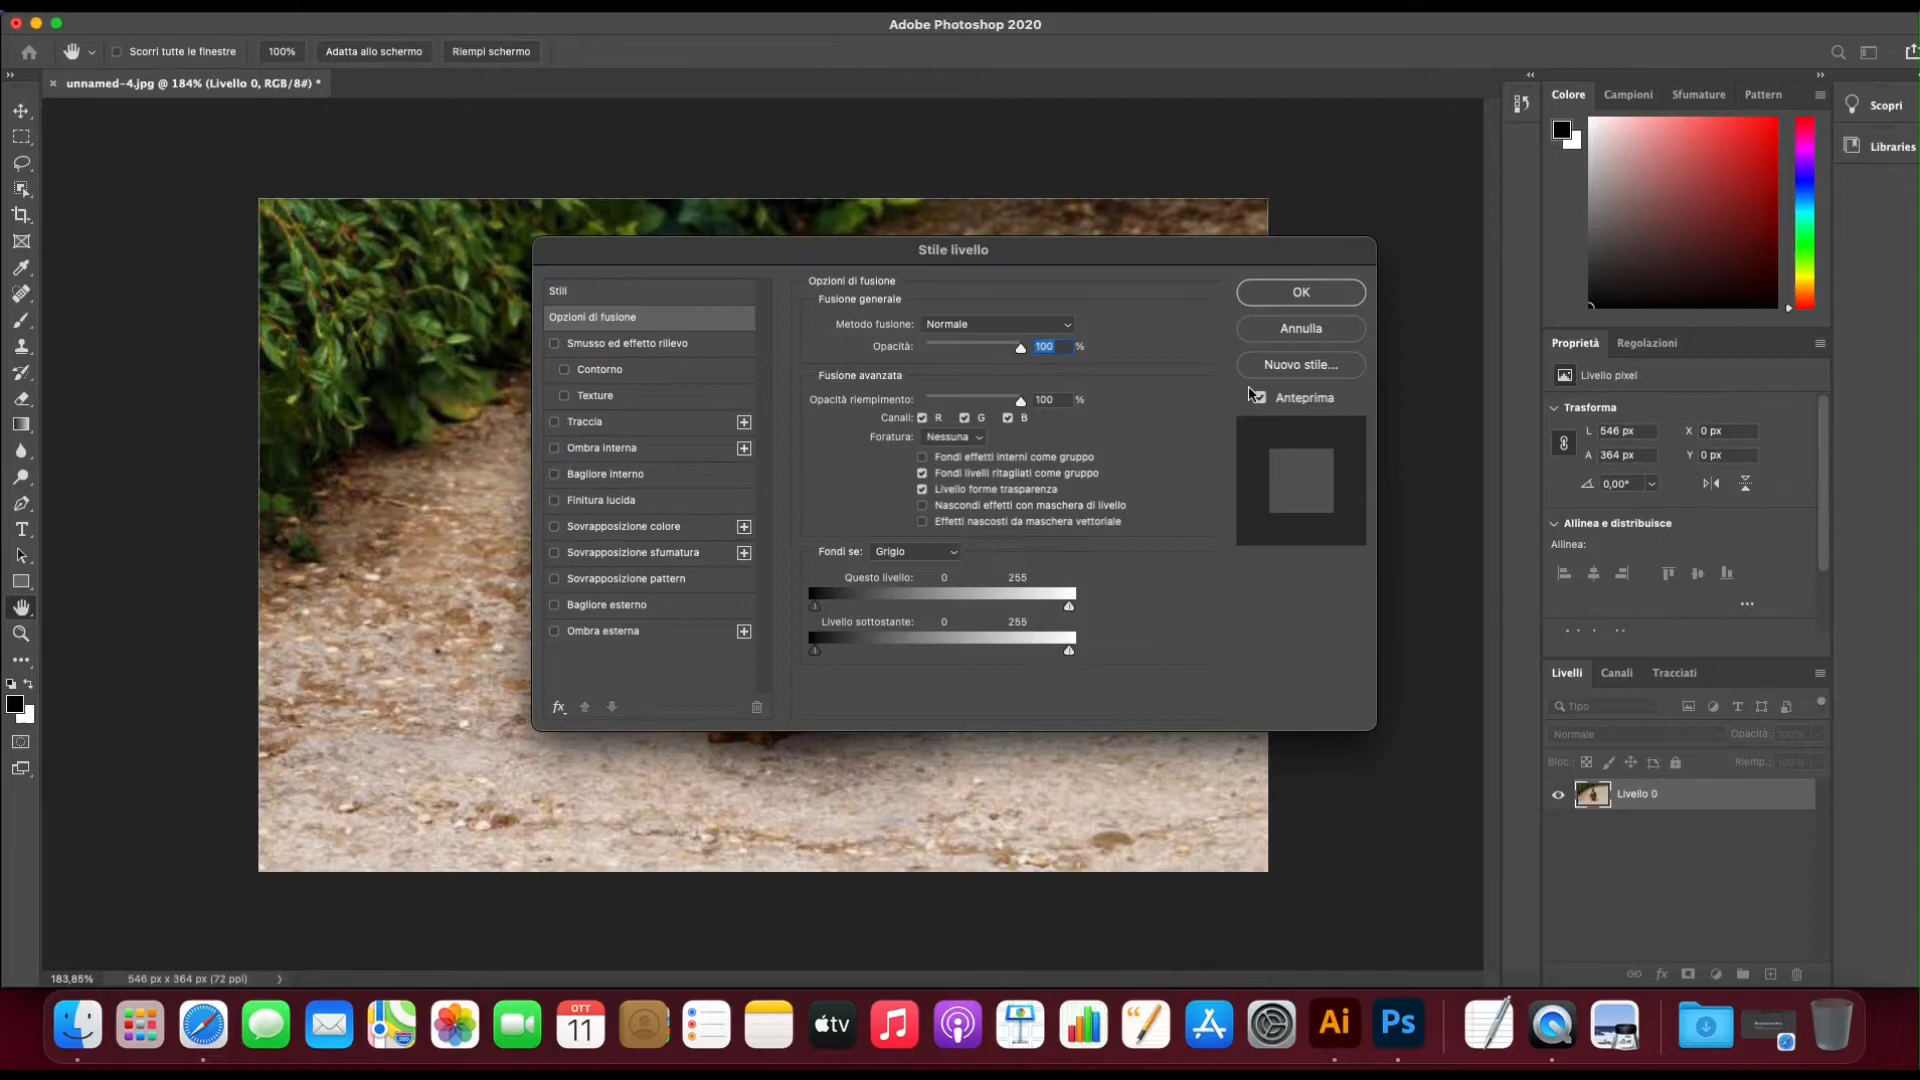 Adobe Photoshop 2020
Scorri tutte le finestre
100%
Adatta allo schermo
Riempi schermo
unnamed-4.jpg @ 184% (Livello 0, RGB/8#) *
Stile livello
Stili
Opzioni di fusione
Smusso ed effetto rilievo
Contorno
Texture
Traccia
Ombra interna
Bagliore interno
Finitura lucida
Sovrapposizione colore
Sovrapposizione sfumatura
Sovrapposizione pattern
Bagliore esterno
Ombra esterna
fx
Opzioni di fusione
Fusione generale
Metodo fusione: Normale
Opacità: 100 %
Fusione avanzata
Opacità riempimento: 100 %
Canali: R G B
Foratura: Nessuna
Fondi effetti interni come gruppo
Fondi livelli ritagliati come gruppo
Livello forme trasparenza
Nascondi effetti con maschera di livello
Effetti nascosti da maschera vettoriale
Fondi se: Grigio
Questo livello: 0 255
Livello sottostante: 0 255
OK
Annulla
Nuovo stile...
Anteprima
Colore Campioni Sfumature Pattern
Scopri
Libraries
Proprietà Regolazioni
Livello pixel
Trasforma
L 546 px X 0 px
A 364 px Y 0 px
0,00°
Allinea e distribuisce
Allinea:
Livelli Canali Tracciati
Tipo
Normale Opacità: 100%
Bloc.: Riemp.: 100%
Livello 0
fx
183,85% 546 px x 364 px (72 ppi)
OTT
11
tv
Ai
Ps